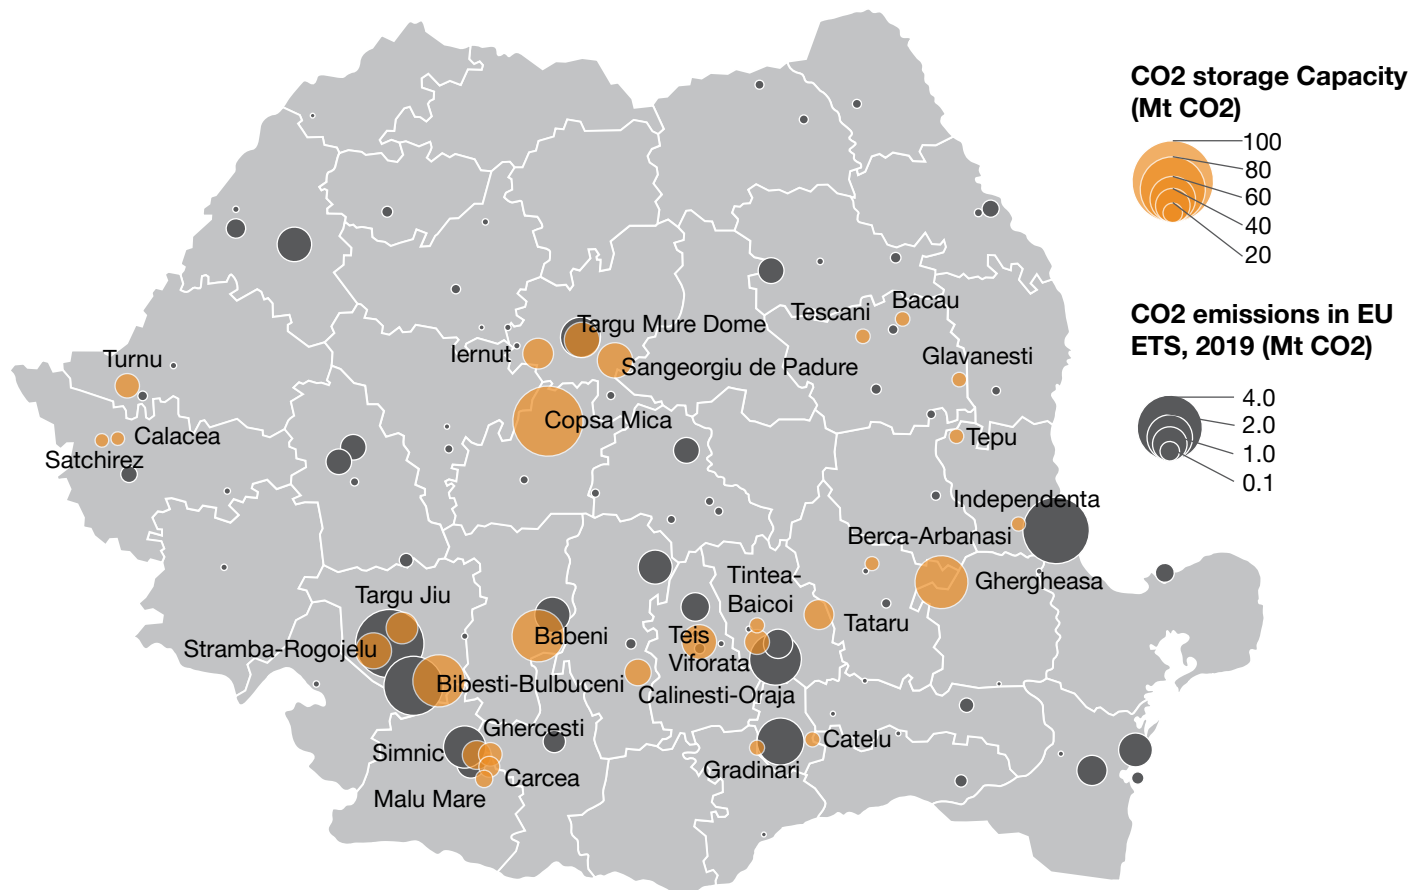 CO2 storage Capacity
(Mt CO2)
100
80
60
40
20
CO2 emissions in EU
ETS, 2019 (Mt CO2)
4.0
2.0
1.0
0.1
Bacau
Tescani
Targu Mure Dome
Iernut
Glavanesti
Turnu
Sangeorgiu de Padure
Copsa Mica
Calacea
Tepu
Satchirez
Independenta
Berca-Arbanasi
Tintea-
Baicoi
Ghergheasa
Targu Jiu
Tataru
Babeni
Teis
Stramba-Rogojelu
Viforata
Bibesti-Bulbuceni
Calinesti-Oraja
Ghercesti
Catelu
Simnic
Gradinari
Carcea
Malu Mare